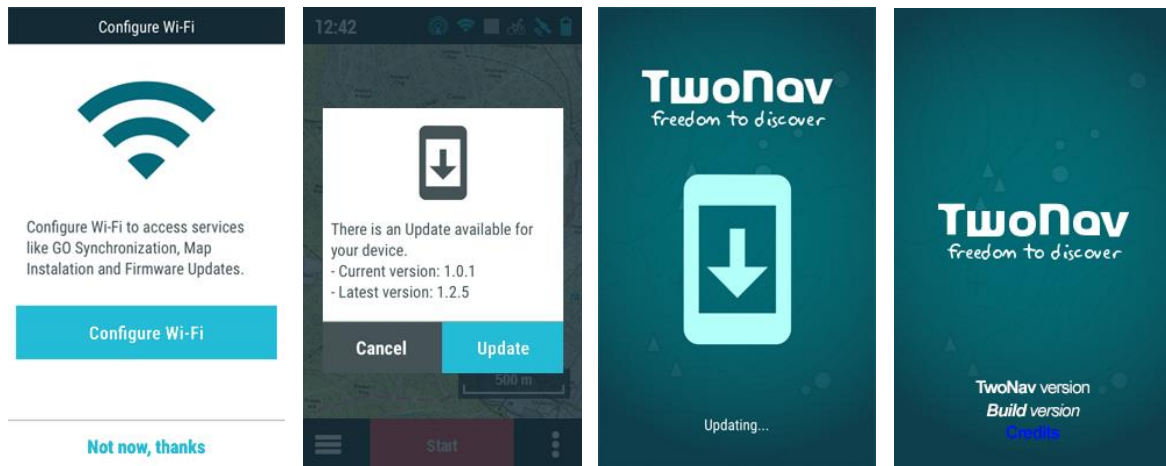 Configure Wi-Fi
Configure Wi-Fi to access services
like GO Synchronization, Map
Instalation and Firmware Updates.
Configure Wi-Fi
Not now, thanks
12:42
There is an Update available for
your device.
- Current version: 1.0.1
- Latest version: 1.2.5
Cancel
Update
500 m
Start
TwoNav
freedom to discover
Updating...
TwoNav
freedom to discover
TwoNav version
Build version
Credits